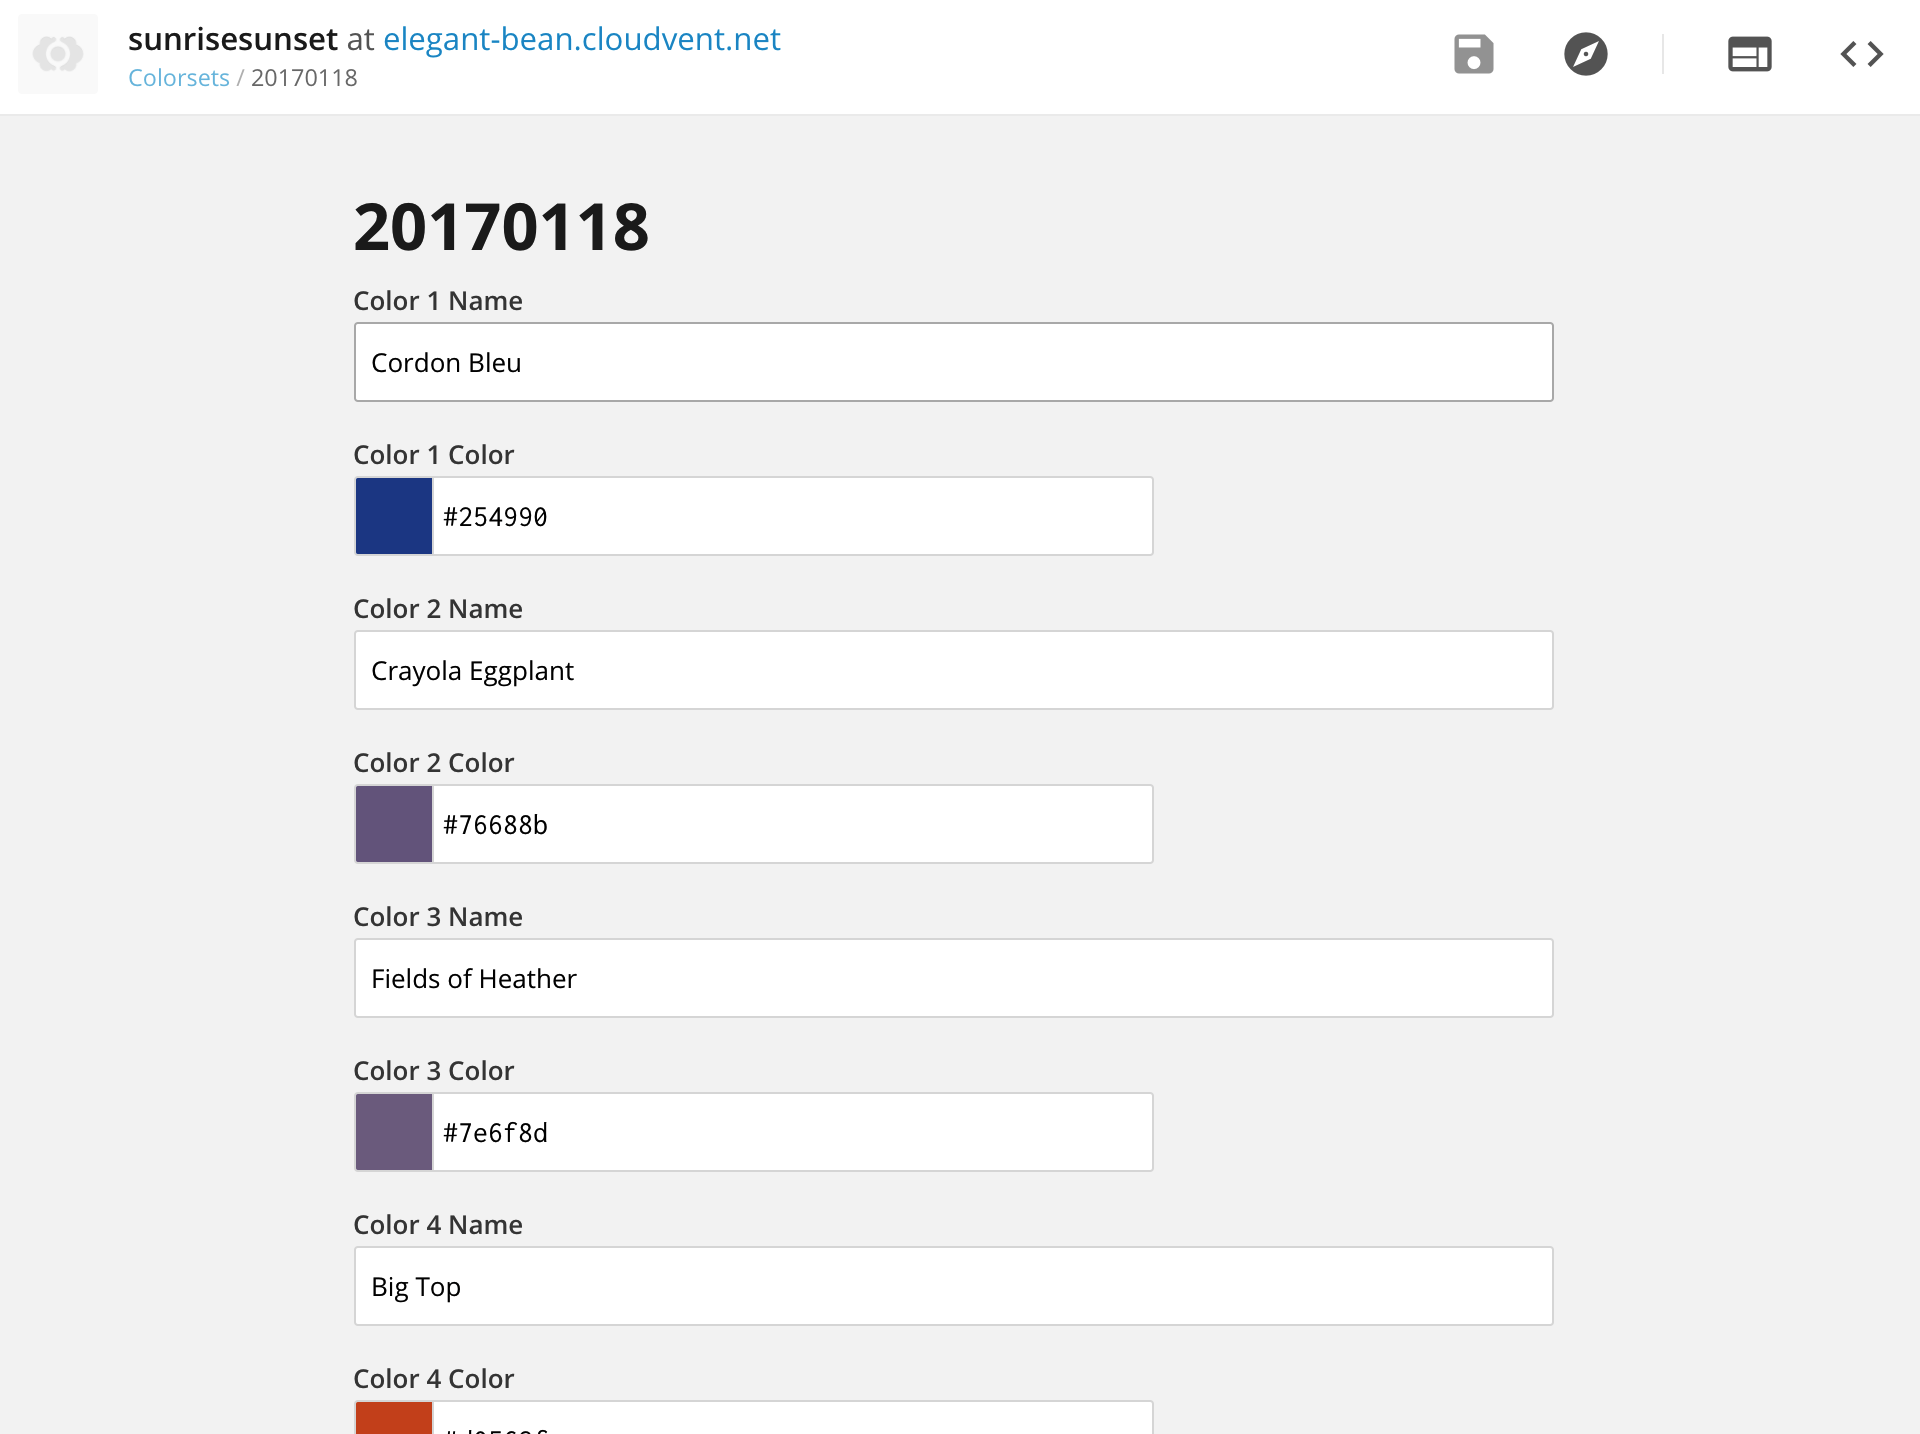 sunrisesunset at elegant-bean.cloudvent.net
Colorsets / 20170118
20170118
Color 1 Name
Cordon Bleu
Color 1 Color
#254990
Color 2 Name
Crayola Eggplant
Color 2 Color
#76688b
Color 3 Name
Fields of Heather
Color 3 Color
#7e6f8d
Color 4 Name
Big Top
Color 4 Color